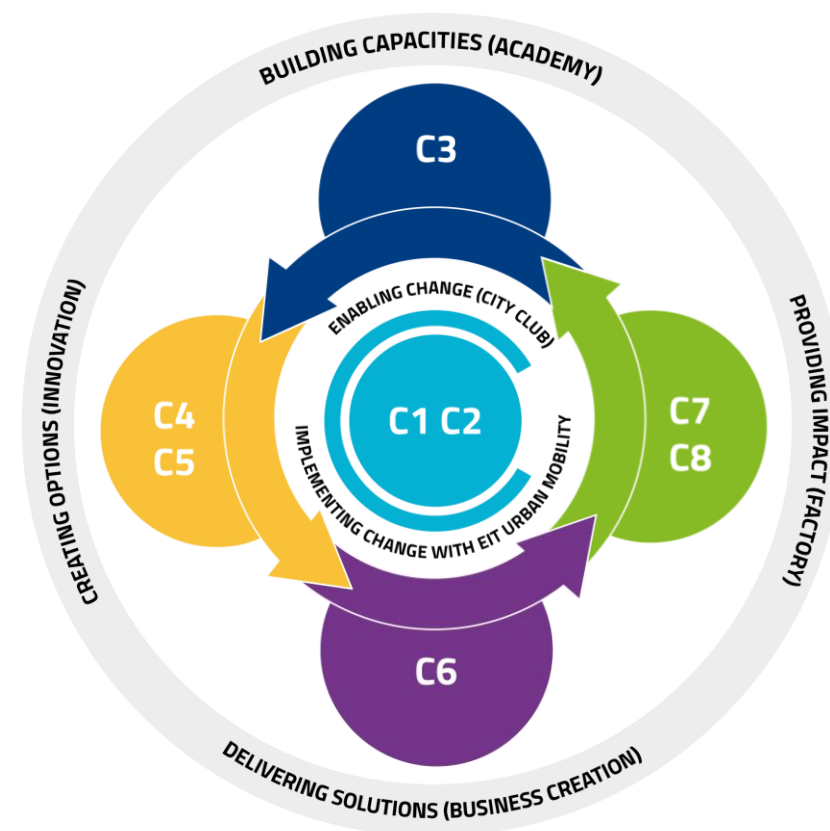 BUILDING CAPACITIES (ACADEMY)
C3
ENABLING CHANGE (CITY CLUB)
CREATING OPTIONS (INNOVATION)
C4
C5
C1 C2
C7
C8
PROVIDING IMPACT (FACTORY)
IMPLEMENTING CHANGE WITH EIT URBAN MOBILITY
C6
DELIVERING SOLUTIONS (BUSINESS CREATION)